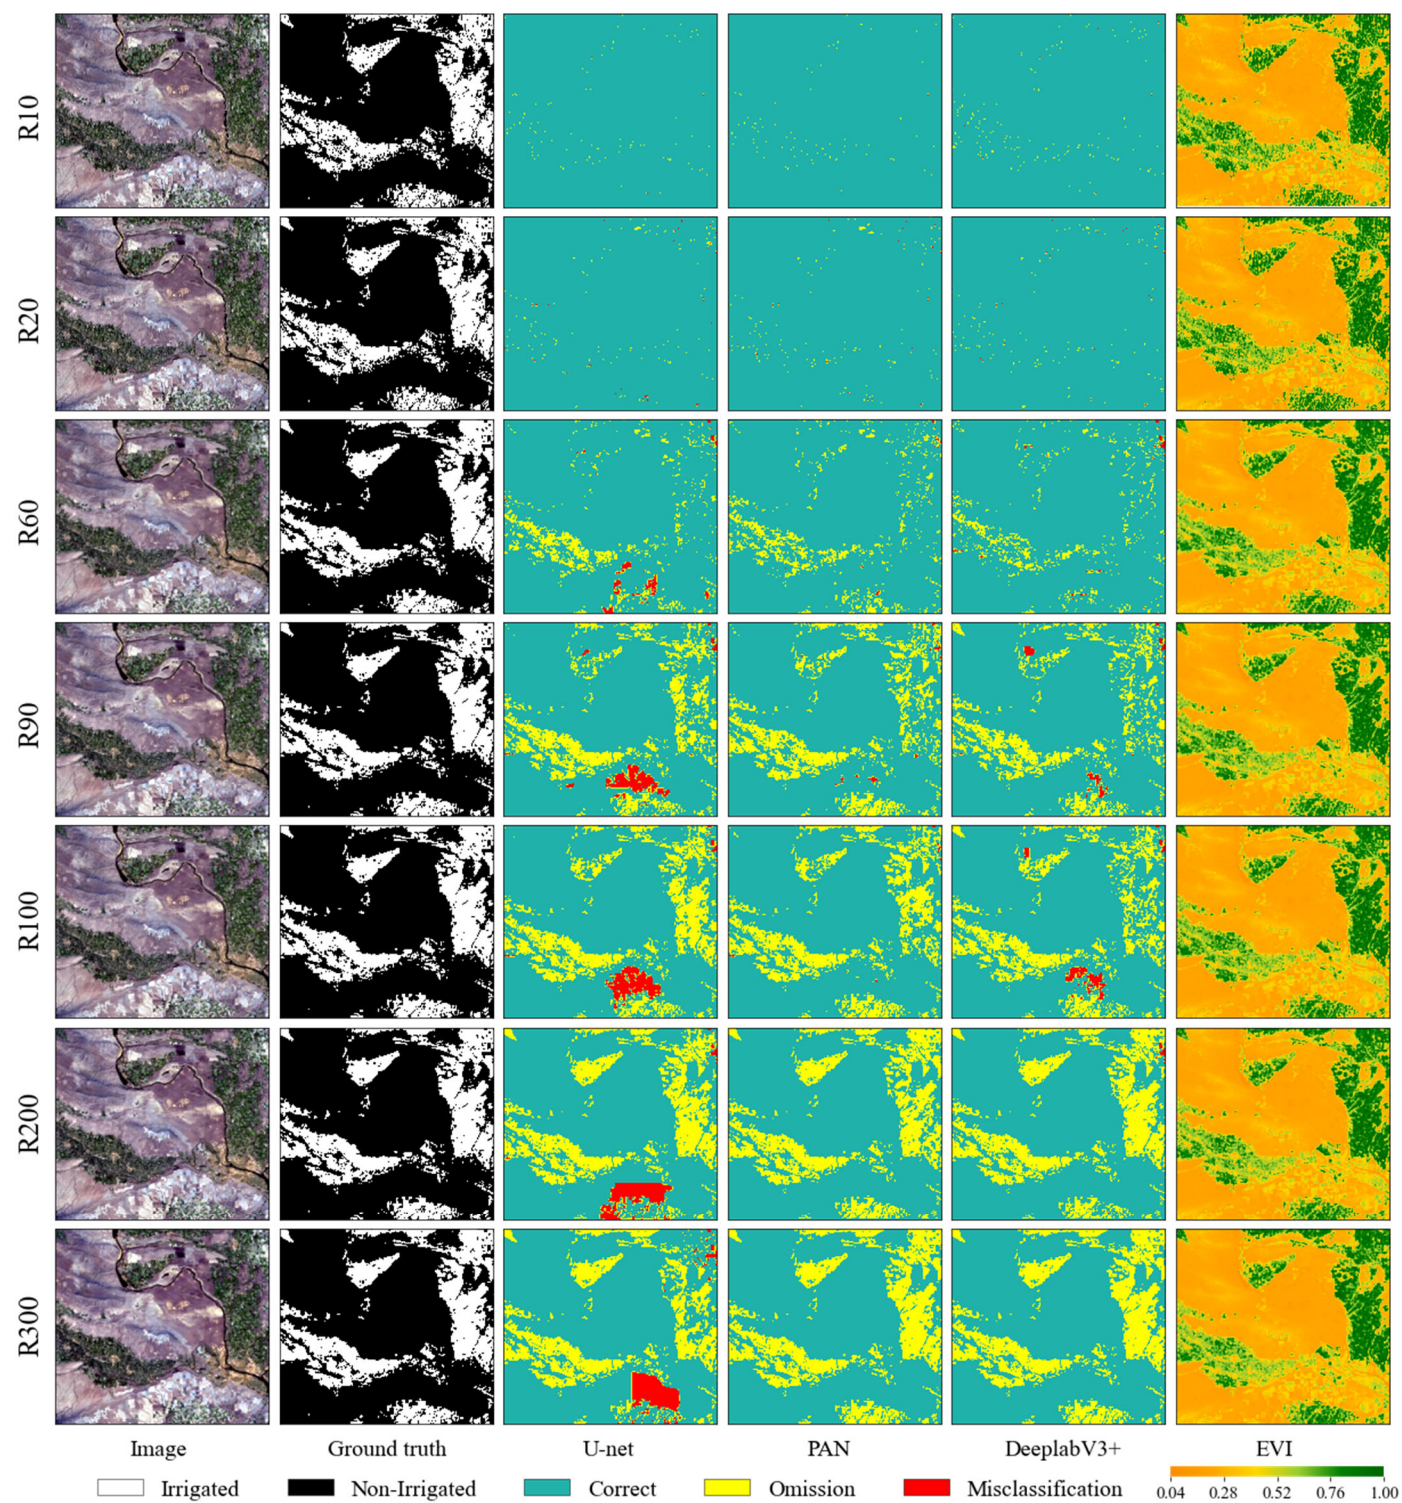 R10
R20
R60
R90
R100
R200
R300
Image Ground truth U-net PAN DeeplabV3+ EVI
Irrigated Non-Irrigated Correct Omission Misclassification
0.04 0.28 0.52 0.76 1.00